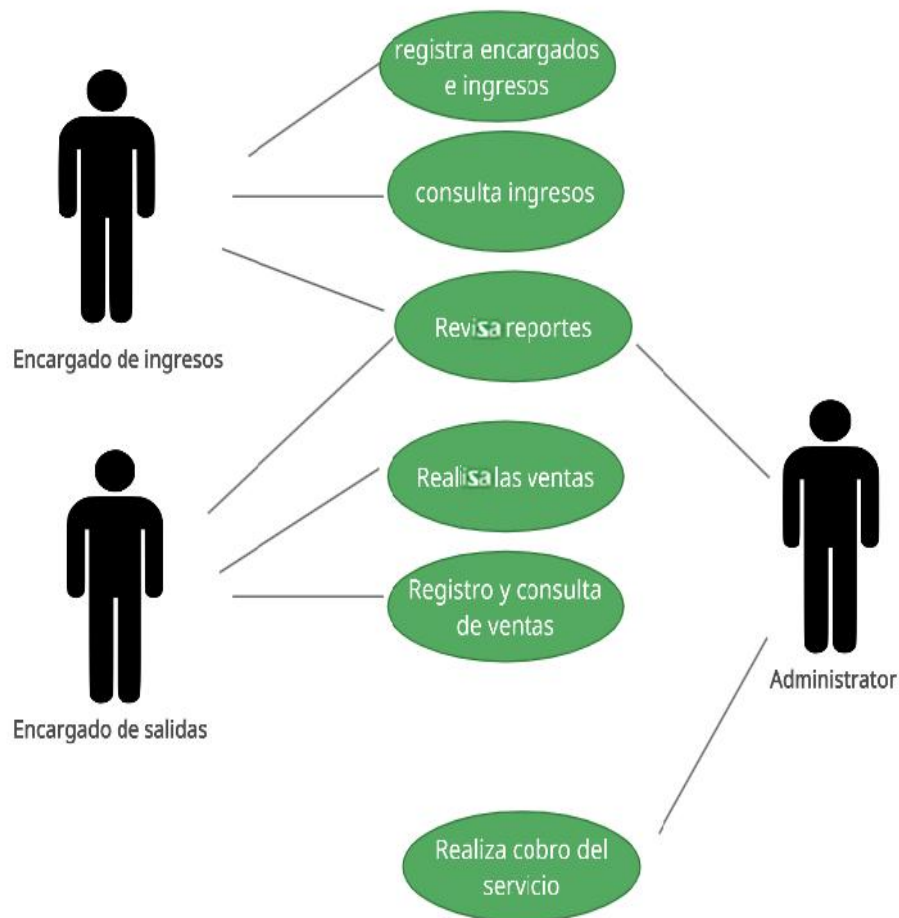 registra encargados
e ingresos
consulta ingresos
Revisa reportes
Encargado de ingresos
Realisa las ventas
Registro y consulta
de ventas
Administrator
Encargado de salidas
Realiza cobro del
servicio